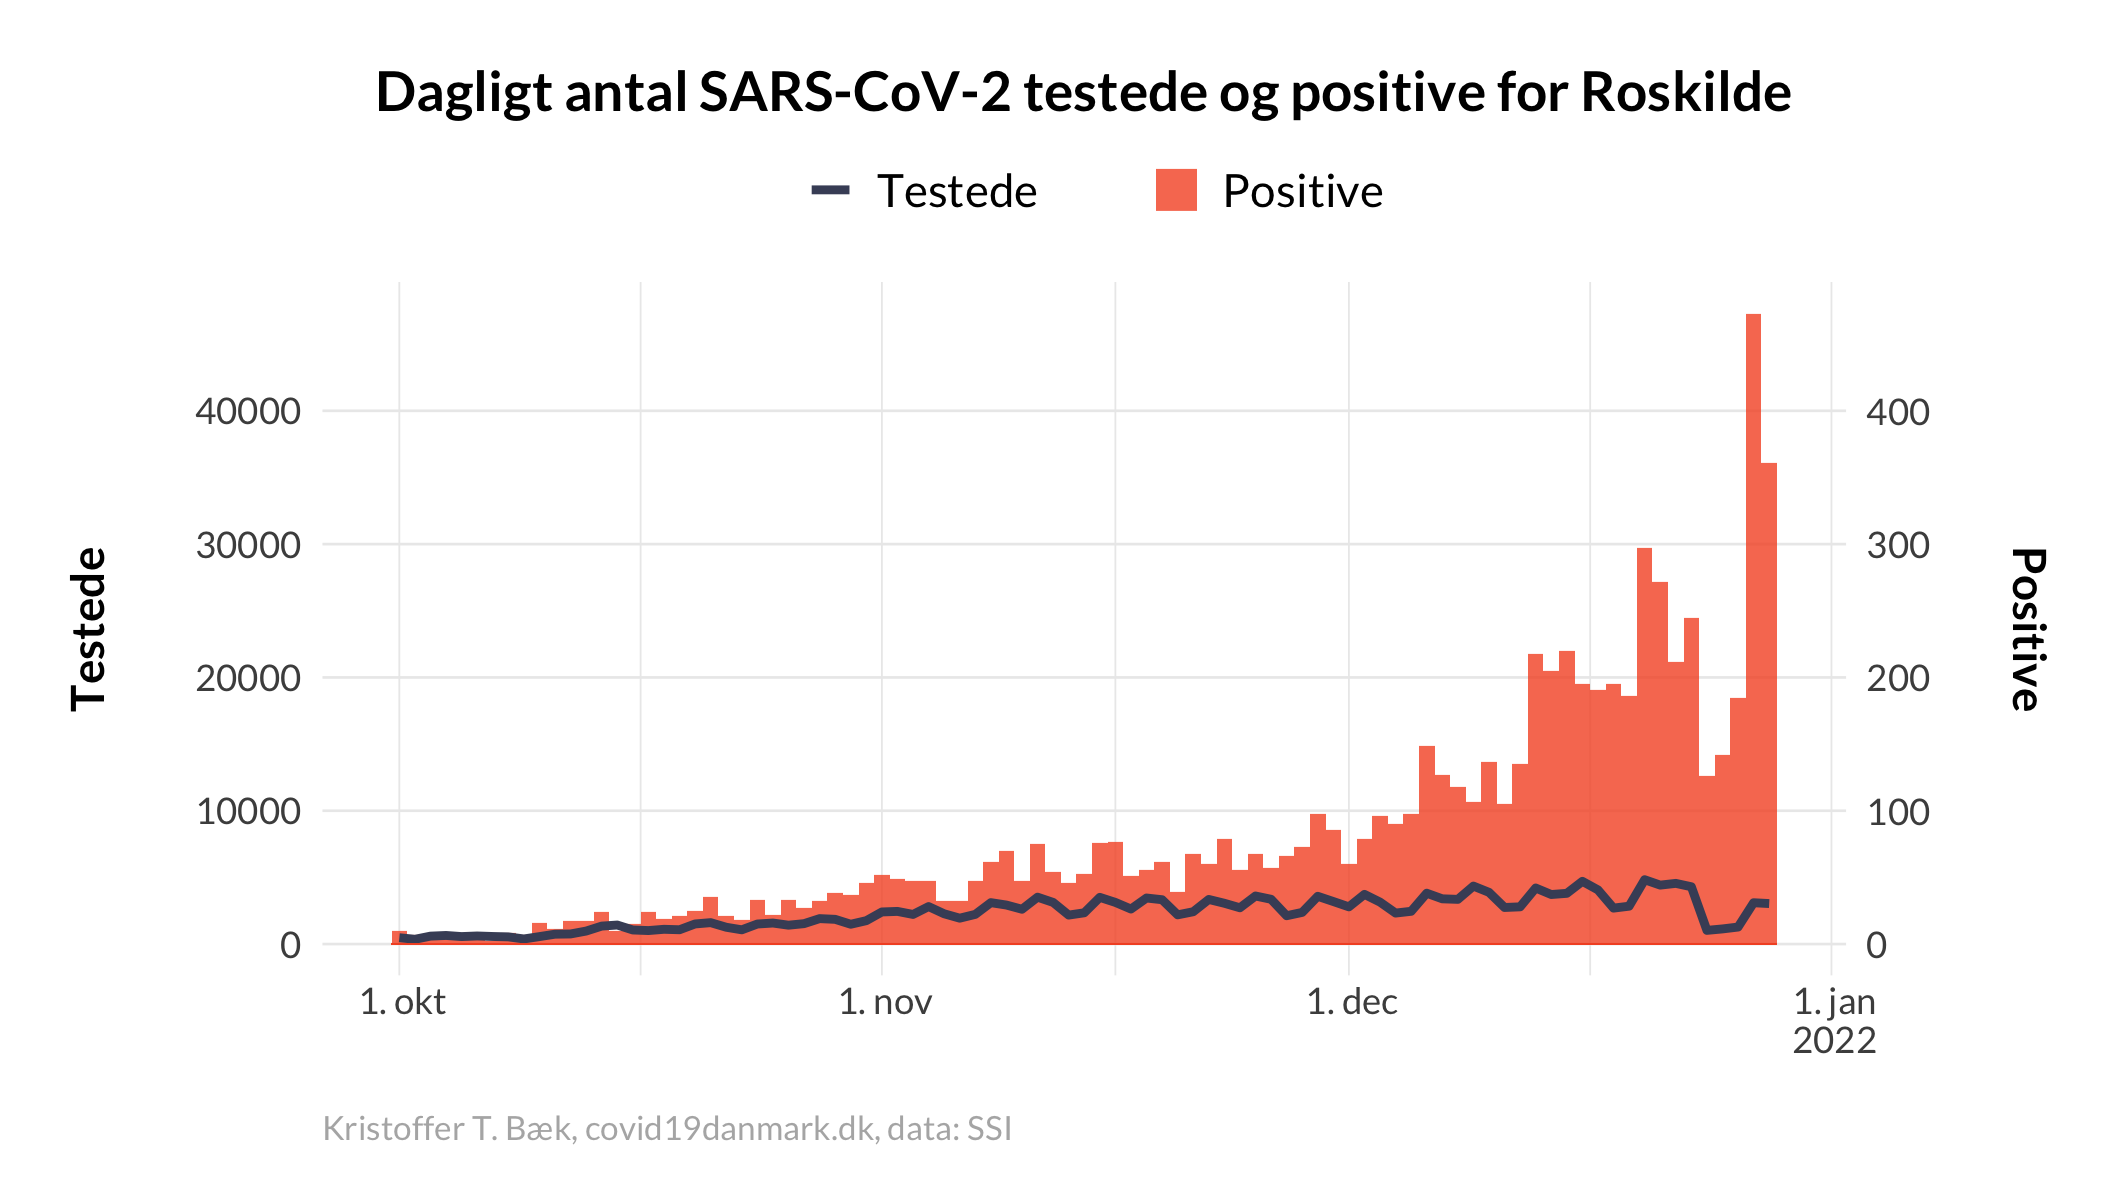 Dagligt antal SARS-CoV-2 testede og positive for Roskilde
Testede Positive
Testede
40000
30000
20000
10000
0
400
300
200
100
0
Positive
1. okt 1. nov 1. dec 1. jan
2022
Kristoffer T. Bæk, covid19danmark.dk, data: SSI